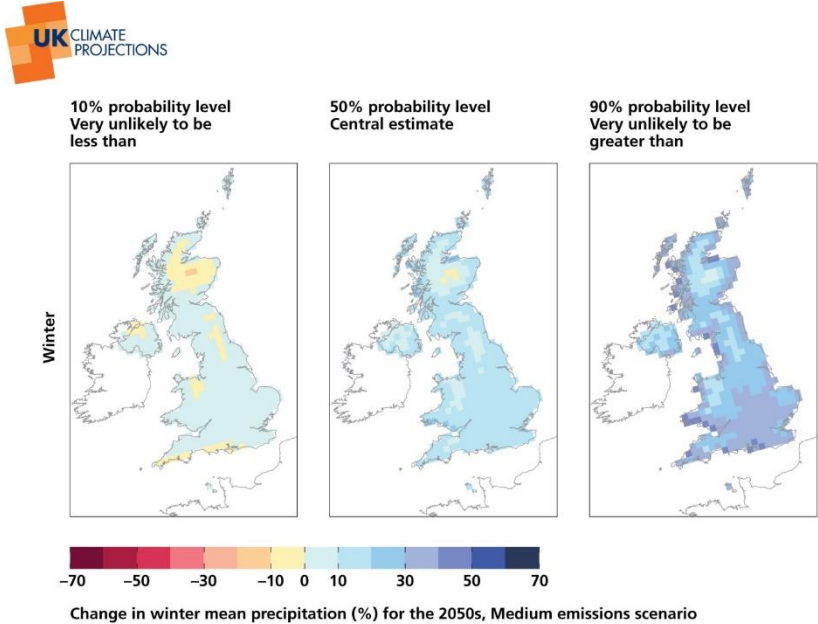 UK CLIMATE
PROJECTIONS
10% probability level
Very unlikely to be
less than
50% probability level
Central estimate
90% probability level
Very unlikely to be
greater than
Winter
–70 –50 –30 –10 0 10 30 50 70
Change in winter mean precipitation (%) for the 2050s, Medium emissions scenario